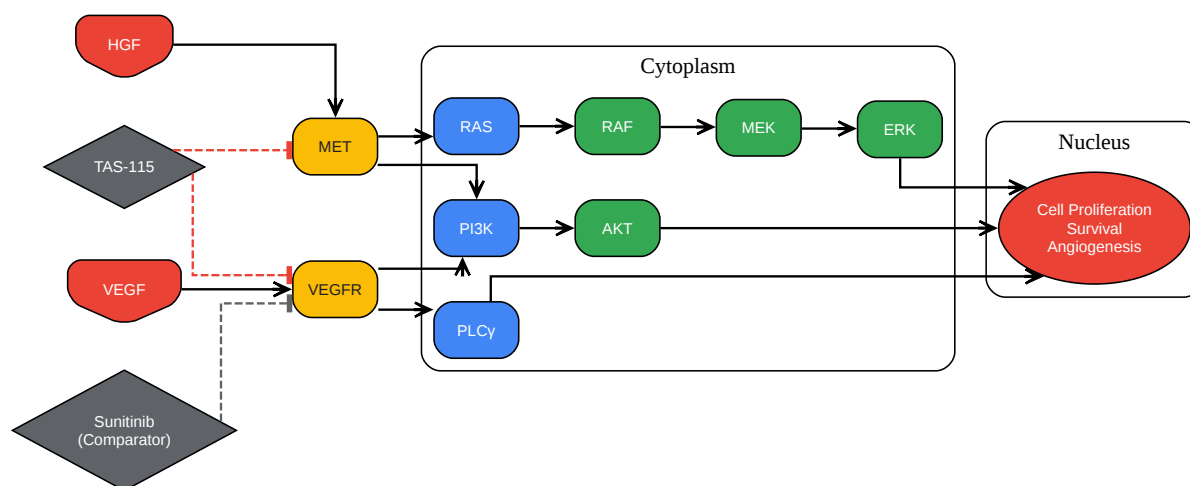 HGF
Cytoplasm
RAS
RAF
MEK
ERK
MET
TAS-115
Nucleus
PI3K
AKT
Cell Proliferation
Survival
Angiogenesis
VEGF
VEGFR
PLCγ
Sunitinib
(Comparator)